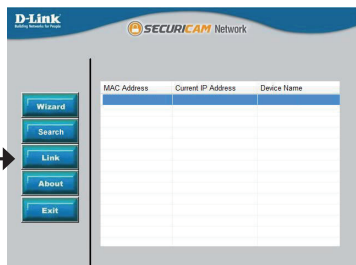 D-Link
Building Networks for People
SECURICAM Network
MAC Address Current IP Address Device Name
Wizard
Search
Link
About
Exit